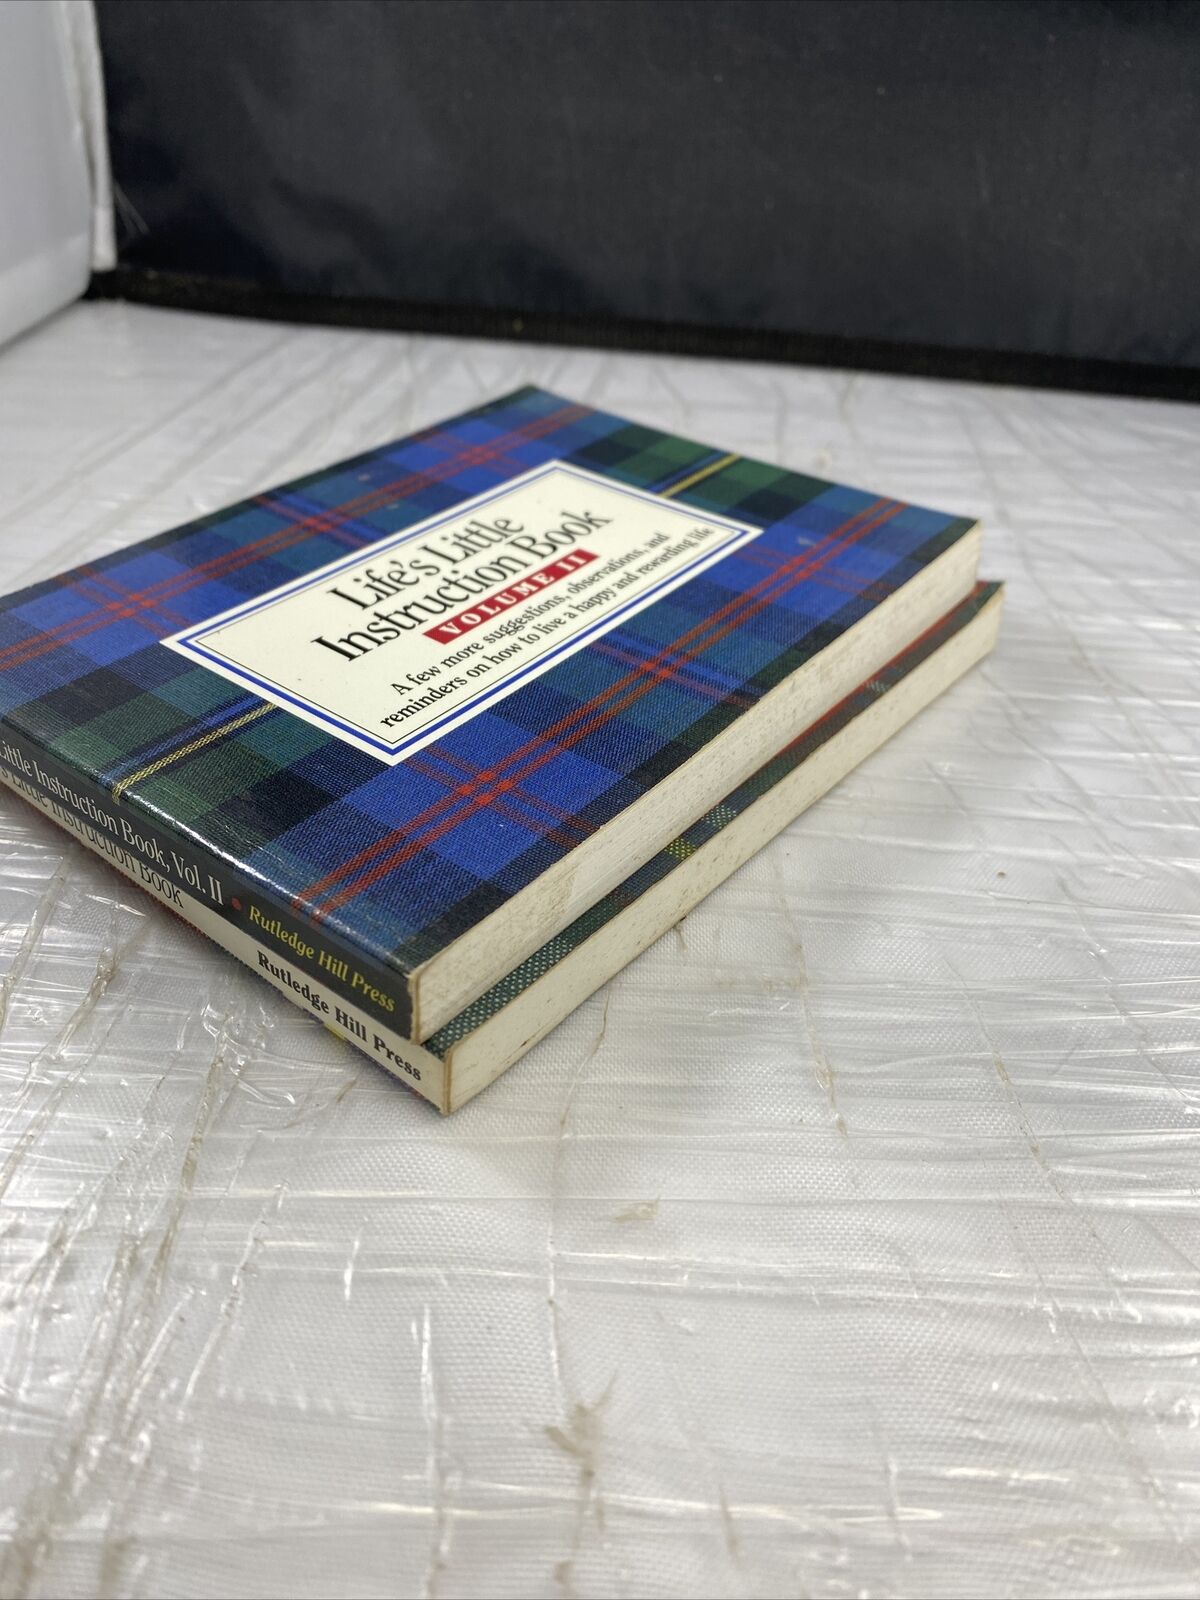 Life's Little
Instruction Book
VOLUME II
A few more suggestions, observations, and
reminders on how to live a happy and rewarding life
Little Instruction Book, Vol. II • Rutledge Hill Press
Little Instruction Book
Rutledge Hill Press